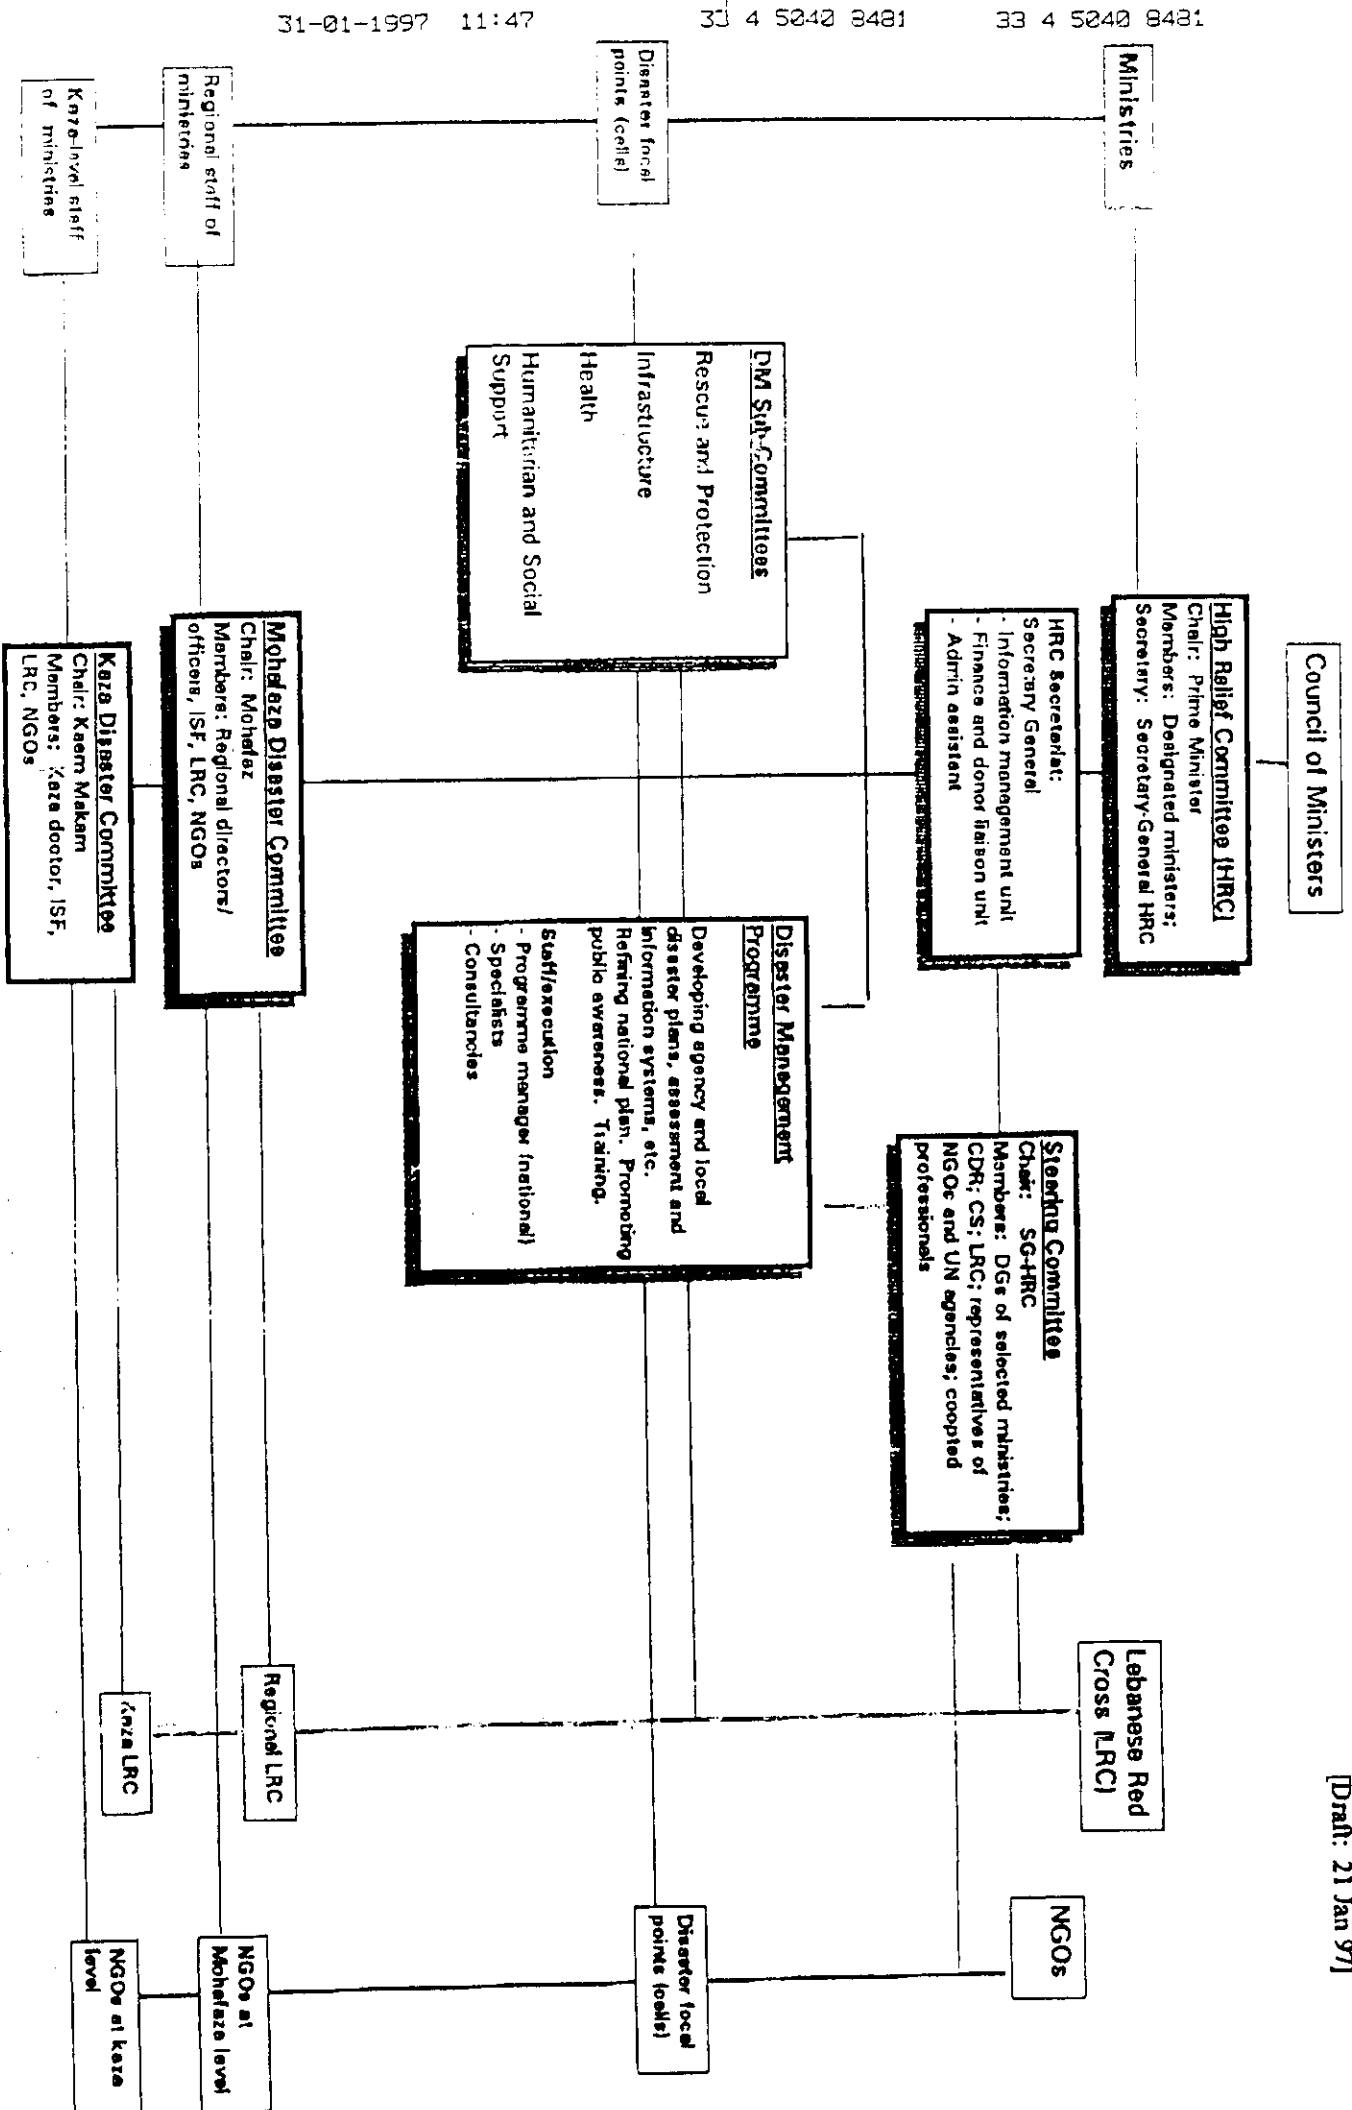 31-01-1997 11:47
33 4 5040 8481
33 4 5040 8481
[Draft: 21 Jan 97]
Council of Ministers
Ministries
High Relief Committee (HRC)
Chair: Prime Minister
Members: Designated ministers;
Secretary: Secretary-General HRC
Lebanese Red
Cross (LRC)
NGOs
HRC Secretariat:
Secretary General
- Information management unit
- Finance and donor liaison unit
- Admin assistant
Steering Committee
Chair: SG-HRC
Members: DGs of selected ministries;
CDR; CS; LRC; representatives of
NGOs and UN agencies; coopted
professionals
Disaster focal
points (cells)
DM Sub-Committees
Rescue and Protection
Infrastructure
Health
Humanitarian and Social
Support
Disaster Management
Programme
Developing agency and local
disaster plans, assessment and
information systems, etc.
Refining national plan. Promoting
public awareness. Training.
Staff/execution
- Programme manager (national)
- Specialists
- Consultancies
Disaster focal
points (cells)
Regional staff of
ministries
Mohafaza Disaster Committee
Chair: Mohafaz
Members: Regional directors/
officers, ISF, LRC, NGOs
Regional LRC
NGOs at
Mohafaza level
Kaza-level staff
of ministries
Kaza Disaster Committee
Chair: Kaem Makam
Members: Kaza doctor, ISF,
LRC, NGOs
Kaza LRC
NGOs at kaza
level